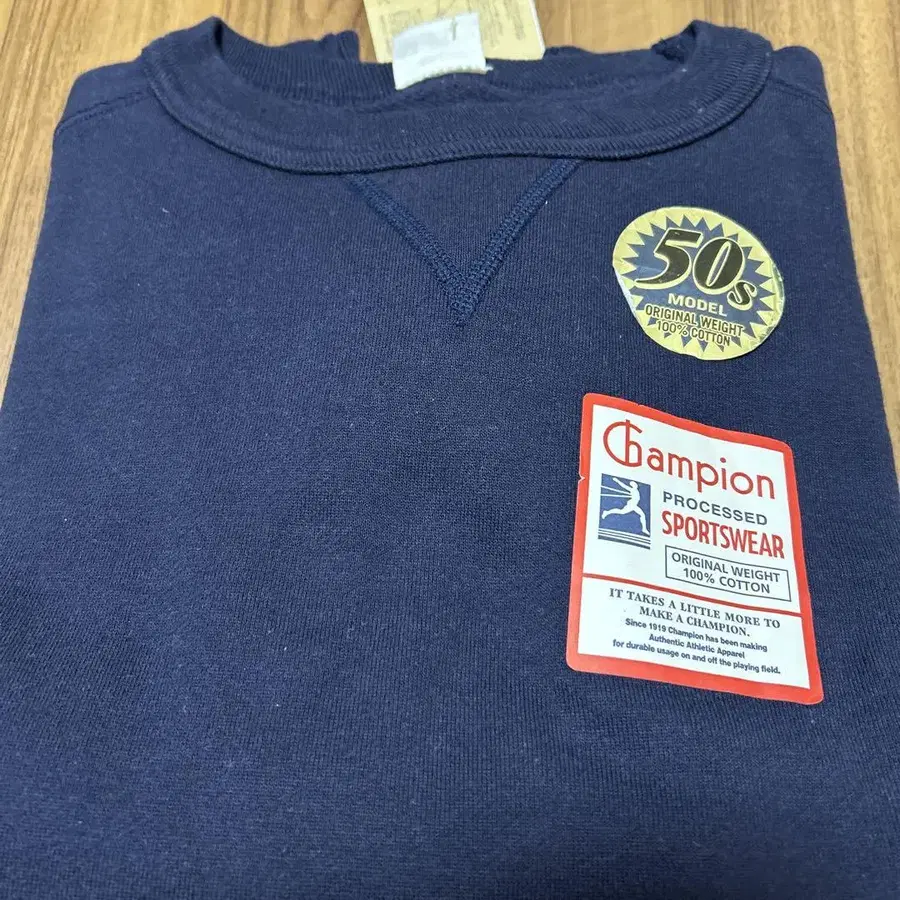 50s
MODEL
ORIGINAL WEIGHT
100% COTTON
Champion
PROCESSED
SPORTSWEAR
ORIGINAL WEIGHT
100% COTTON
IT TAKES A LITTLE MORE TO
MAKE A CHAMPION.
Since 1919 Champion has been making
Authentic Athletic Apparel
for durable usage on and off the playing field.